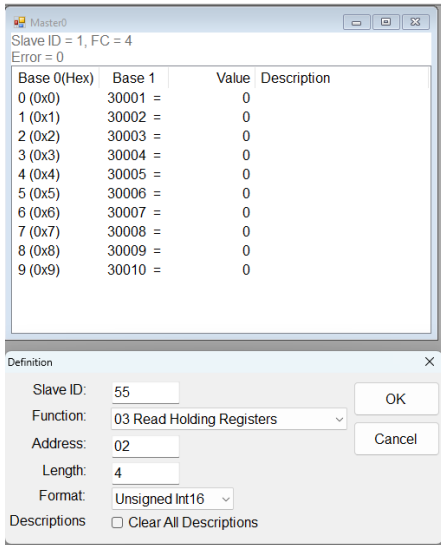 Master0
Slave ID = 1, FC = 4
Error = 0
Base 0(Hex) Base 1 Value Description
0 (0x0) 30001 = 0
1 (0x1) 30002 = 0
2 (0x2) 30003 = 0
3 (0x3) 30004 = 0
4 (0x4) 30005 = 0
5 (0x5) 30006 = 0
6 (0x6) 30007 = 0
7 (0x7) 30008 = 0
8 (0x8) 30009 = 0
9 (0x9) 30010 = 0
Definition
Slave ID: 55
OK
Function: 03 Read Holding Registers
Address: 02
Cancel
Length: 4
Format: Unsigned Int16
Descriptions Clear All Descriptions